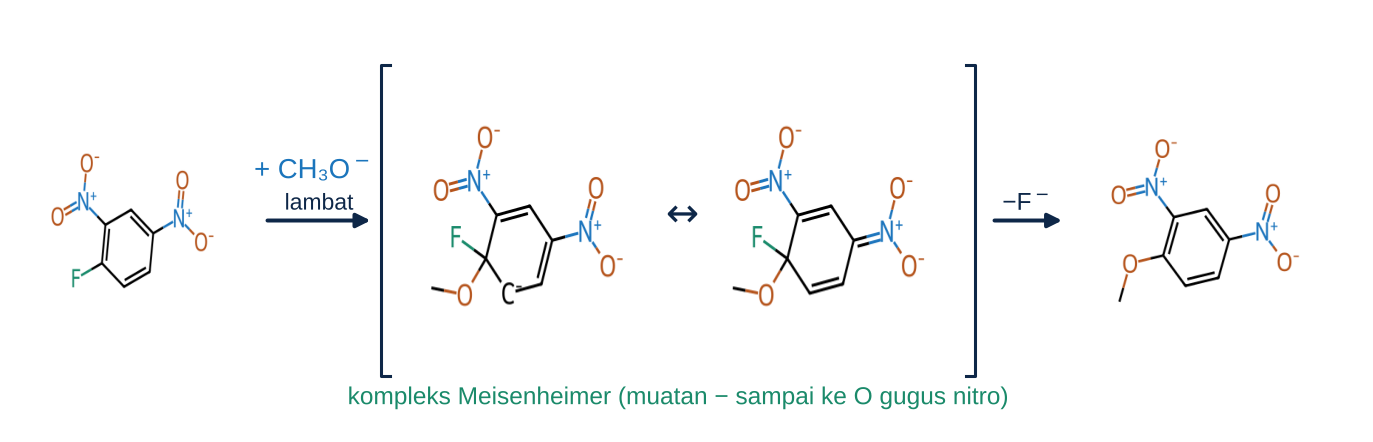 + CH₃O⁻
lambat
−F⁻
↔
O⁻
N⁺
O
O
N⁺
O⁻
F
O⁻
O
N⁺
O
N⁺
F
O⁻
O
C⁻
O⁻
O
N⁺
O⁻
N⁺
F
O⁻
O
O⁻
O
N⁺
O
N⁺
O⁻
O
kompleks Meisenheimer (muatan − sampai ke O gugus nitro)